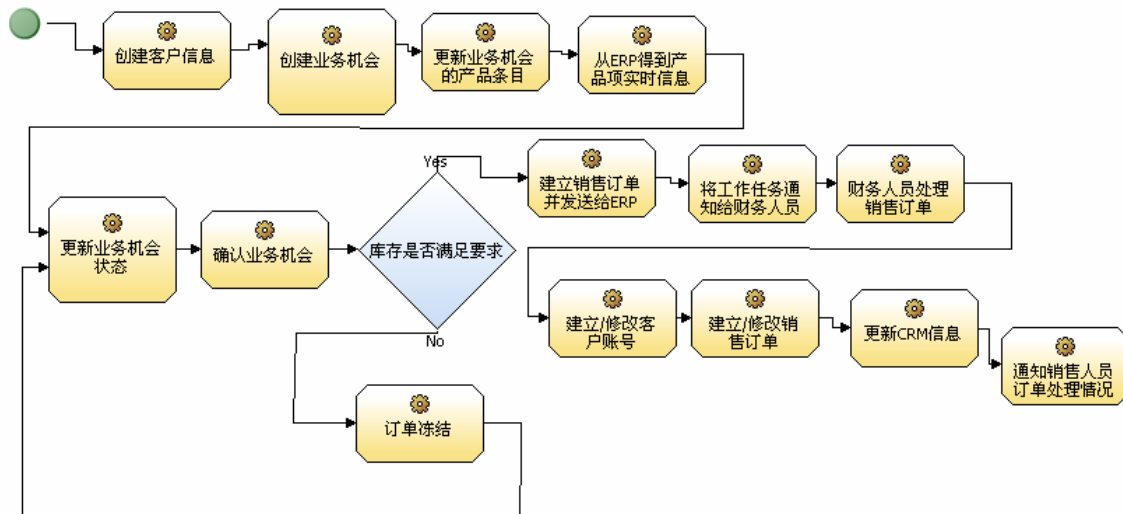 创建客户信息
创建业务机会
更新业务机会
的产品条目
从ERP得到产
品项实时信息
Yes
建立销售订单
并发送给ERP
将工作任务通
知给财务人员
财务人员处理
销售订单
更新业务机会
状态
确认业务机会
库存是否满足要求
No
建立/修改客
户账号
建立/修改销
售订单
更新CRM信息
通知销售人员
订单处理情况
订单冻结